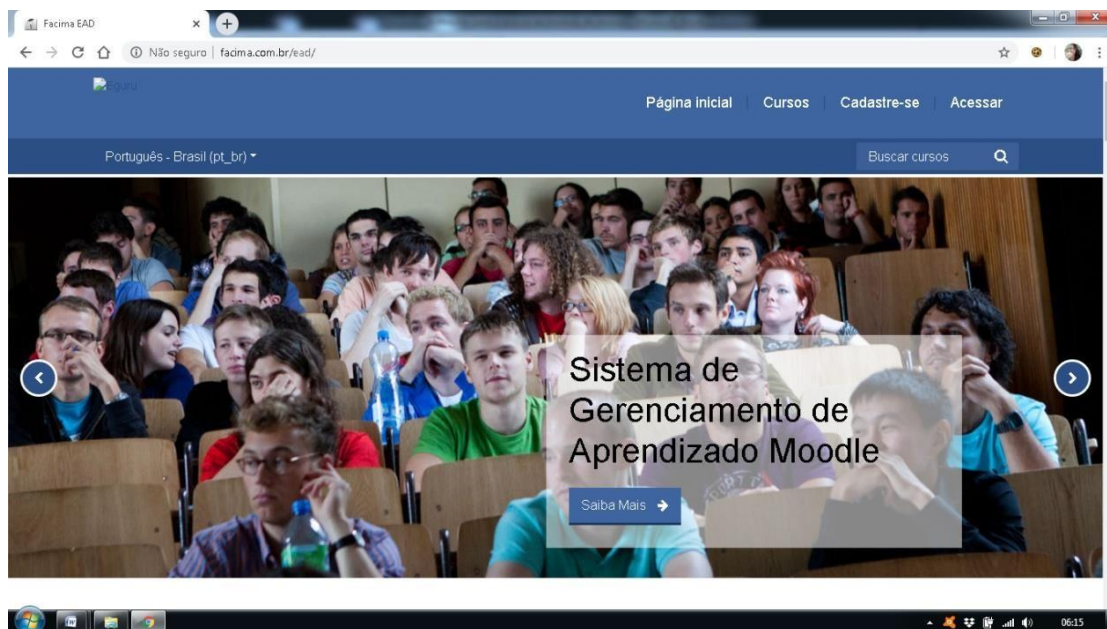 Facima EAD
Não seguro | facima.com.br/ead/
Eguru
Página inicial Cursos Cadastre-se Acessar
Português - Brasil (pt_br)
Buscar cursos
Sistema de
Gerenciamento de
Aprendizado Moodle
Saiba Mais
06:15